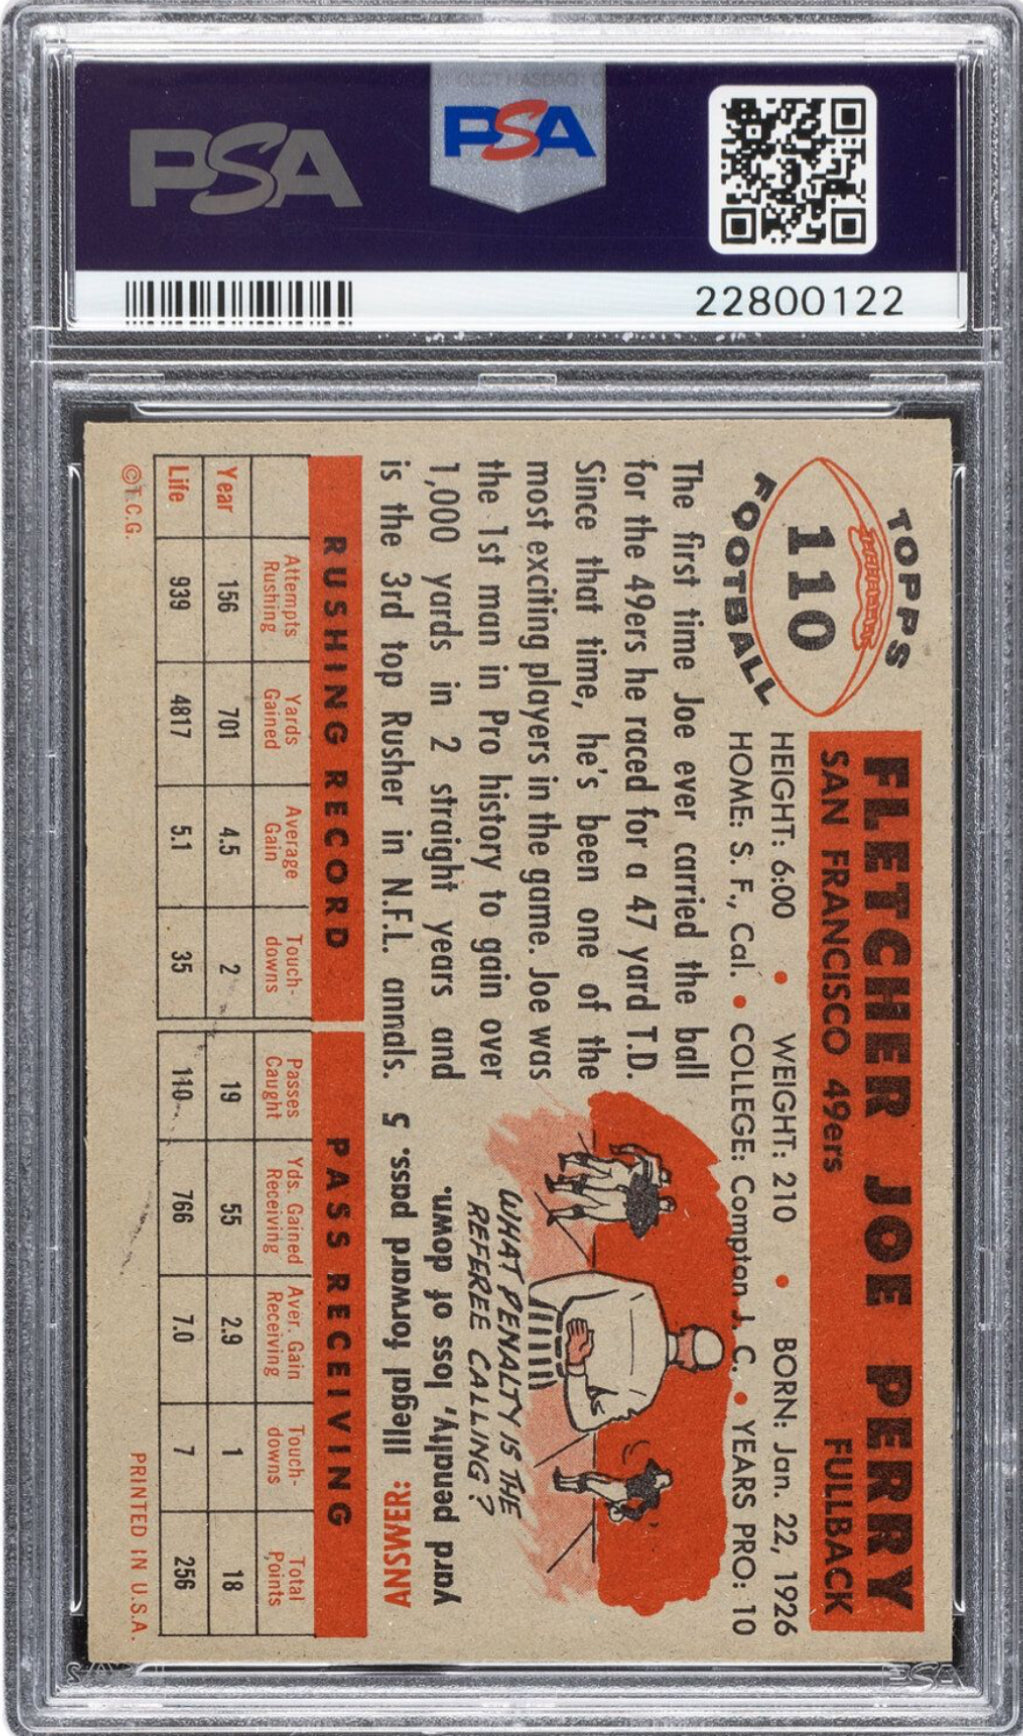 PSA
PSA
22800122
TOPPS
110
FOOTBALL
FLETCHER JOE PERRY
SAN FRANCISCO 49ers FULLBACK
HEIGHT: 6:00 • WEIGHT: 210 • BORN: Jan. 22, 1926
HOME: S. F., Cal. • COLLEGE: Compton J. C. • YEARS PRO: 10
The first time Joe ever carried the ball
for the 49ers he raced for a 47 yard T.D.
Since that time, he's been one of the
most exciting players in the game. Joe was
the 1st man in Pro history to gain over
1,000 yards in 2 straight years and
is the 3rd top Rusher in N.F.L. annals.
WHAT PENALTY IS THE
REFEREE CALLING?
ANSWER: Illegal forward pass. 5
yard penalty, loss of down.
RUSHING RECORD PASS RECEIVING
Attempts Rushing Yards Gained Average Gain Touch-downs Passes Caught Yds. Gained Receiving Aver. Gain Receiving Touch-downs Total Points
Year 156 701 4.5 2 19 55 2.9 1 18
Life 939 4817 5.1 35 110 766 7.0 7 256
©T.C.G. PRINTED IN U.S.A.